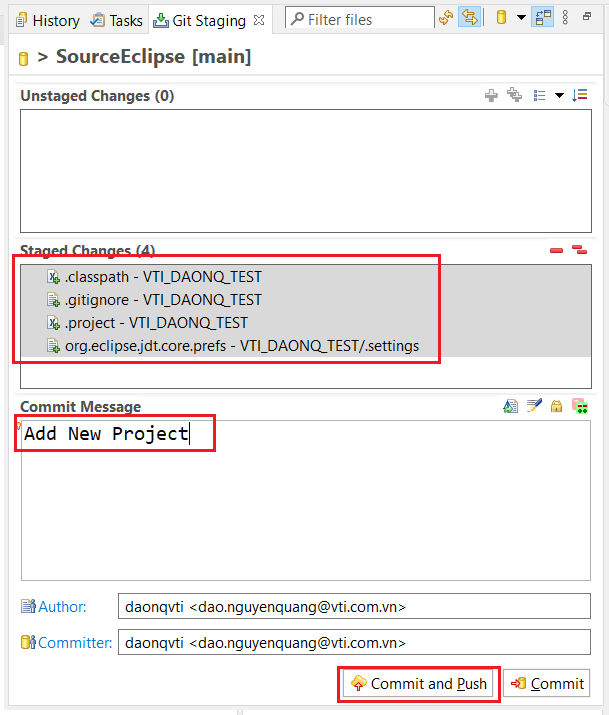 History Tasks Git Staging Filter files
> SourceEclipse [main]
Unstaged Changes (0)
Staged Changes (4)
.classpath - VTI_DAONQ_TEST
.gitignore - VTI_DAONQ_TEST
.project - VTI_DAONQ_TEST
org.eclipse.jdt.core.prefs - VTI_DAONQ_TEST/.settings
Commit Message
Add New Project
Author: daonqvti <dao.nguyenquang@vti.com.vn>
Committer: daonqvti <dao.nguyenquang@vti.com.vn>
Commit and Push Commit